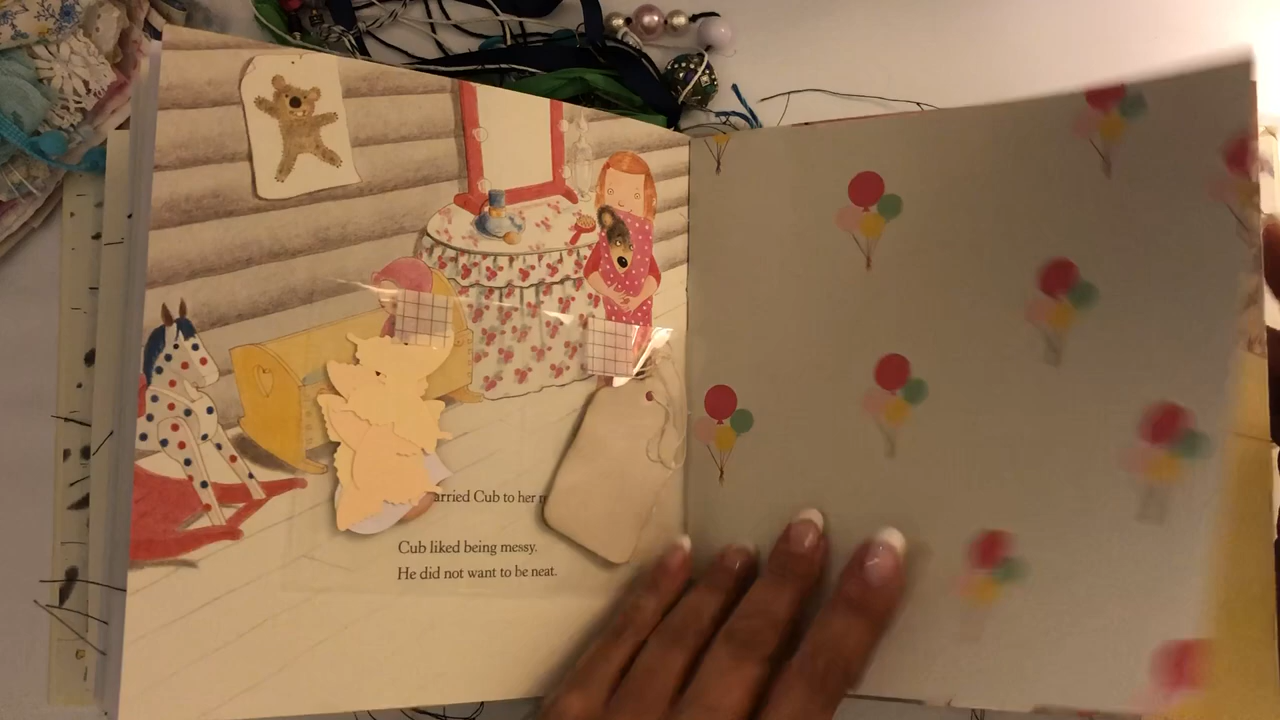 arried Cub to her
Cub liked being messy.
He did not want to be neat.